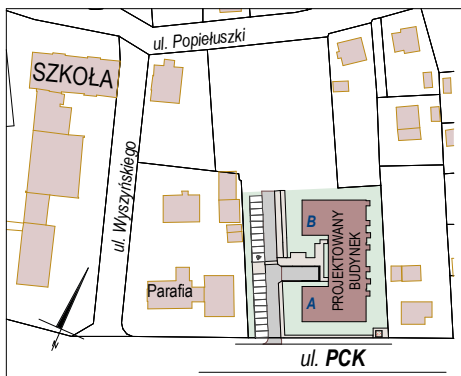 ul. Popiełuszki
SZKOŁA
ul. Wyszyńskiego
B
PROJEKTOWANY
BUDYNEK
Parafia
A
N
ul. PCK